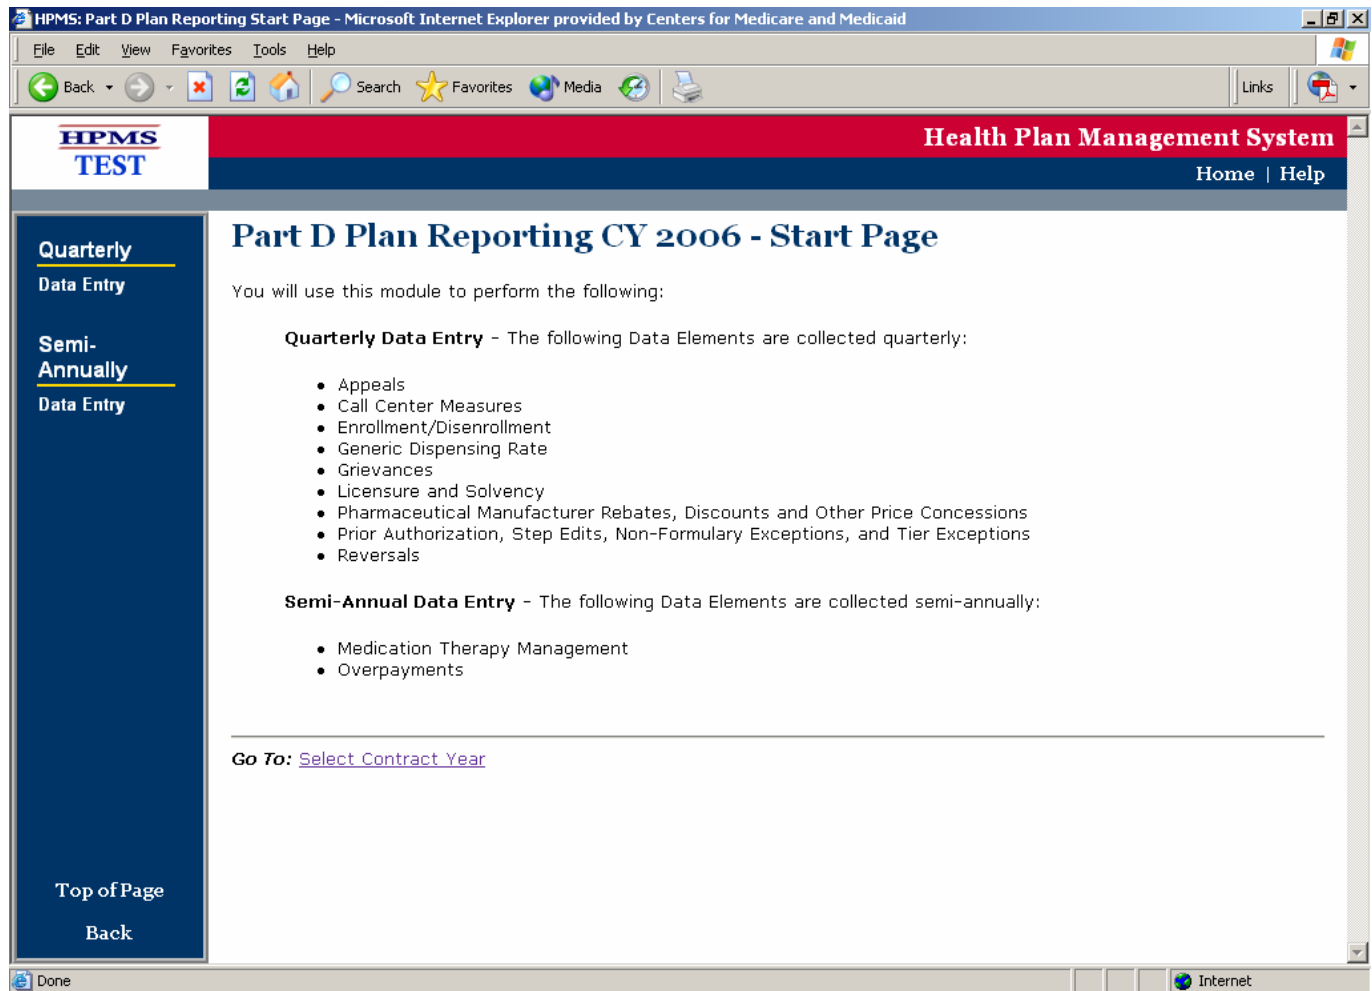 HPMS: Part D Plan Reporting Start Page - Microsoft Internet Explorer provided by Centers for Medicare and Medicaid
File Edit View Favorites Tools Help
Back Search Favorites Media Links
HPMS
TEST
Health Plan Management System
Home | Help
Quarterly
Data Entry
Semi-
Annually
Data Entry
Top of Page
Back
Part D Plan Reporting CY 2006 - Start Page
You will use this module to perform the following:
Quarterly Data Entry - The following Data Elements are collected quarterly:
• Appeals
• Call Center Measures
• Enrollment/Disenrollment
• Generic Dispensing Rate
• Grievances
• Licensure and Solvency
• Pharmaceutical Manufacturer Rebates, Discounts and Other Price Concessions
• Prior Authorization, Step Edits, Non-Formulary Exceptions, and Tier Exceptions
• Reversals
Semi-Annual Data Entry - The following Data Elements are collected semi-annually:
• Medication Therapy Management
• Overpayments
Go To: Select Contract Year
Done Internet